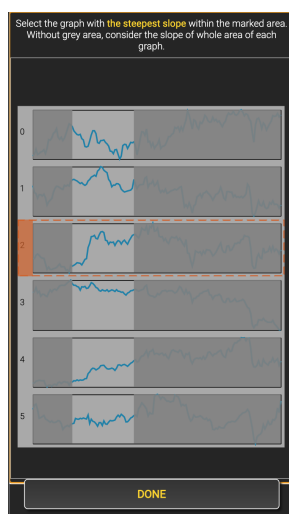 Select the graph with the steepest slope within the marked area.
Without grey area, consider the slope of whole area of each
graph.
0
1
2
3
4
5
DONE